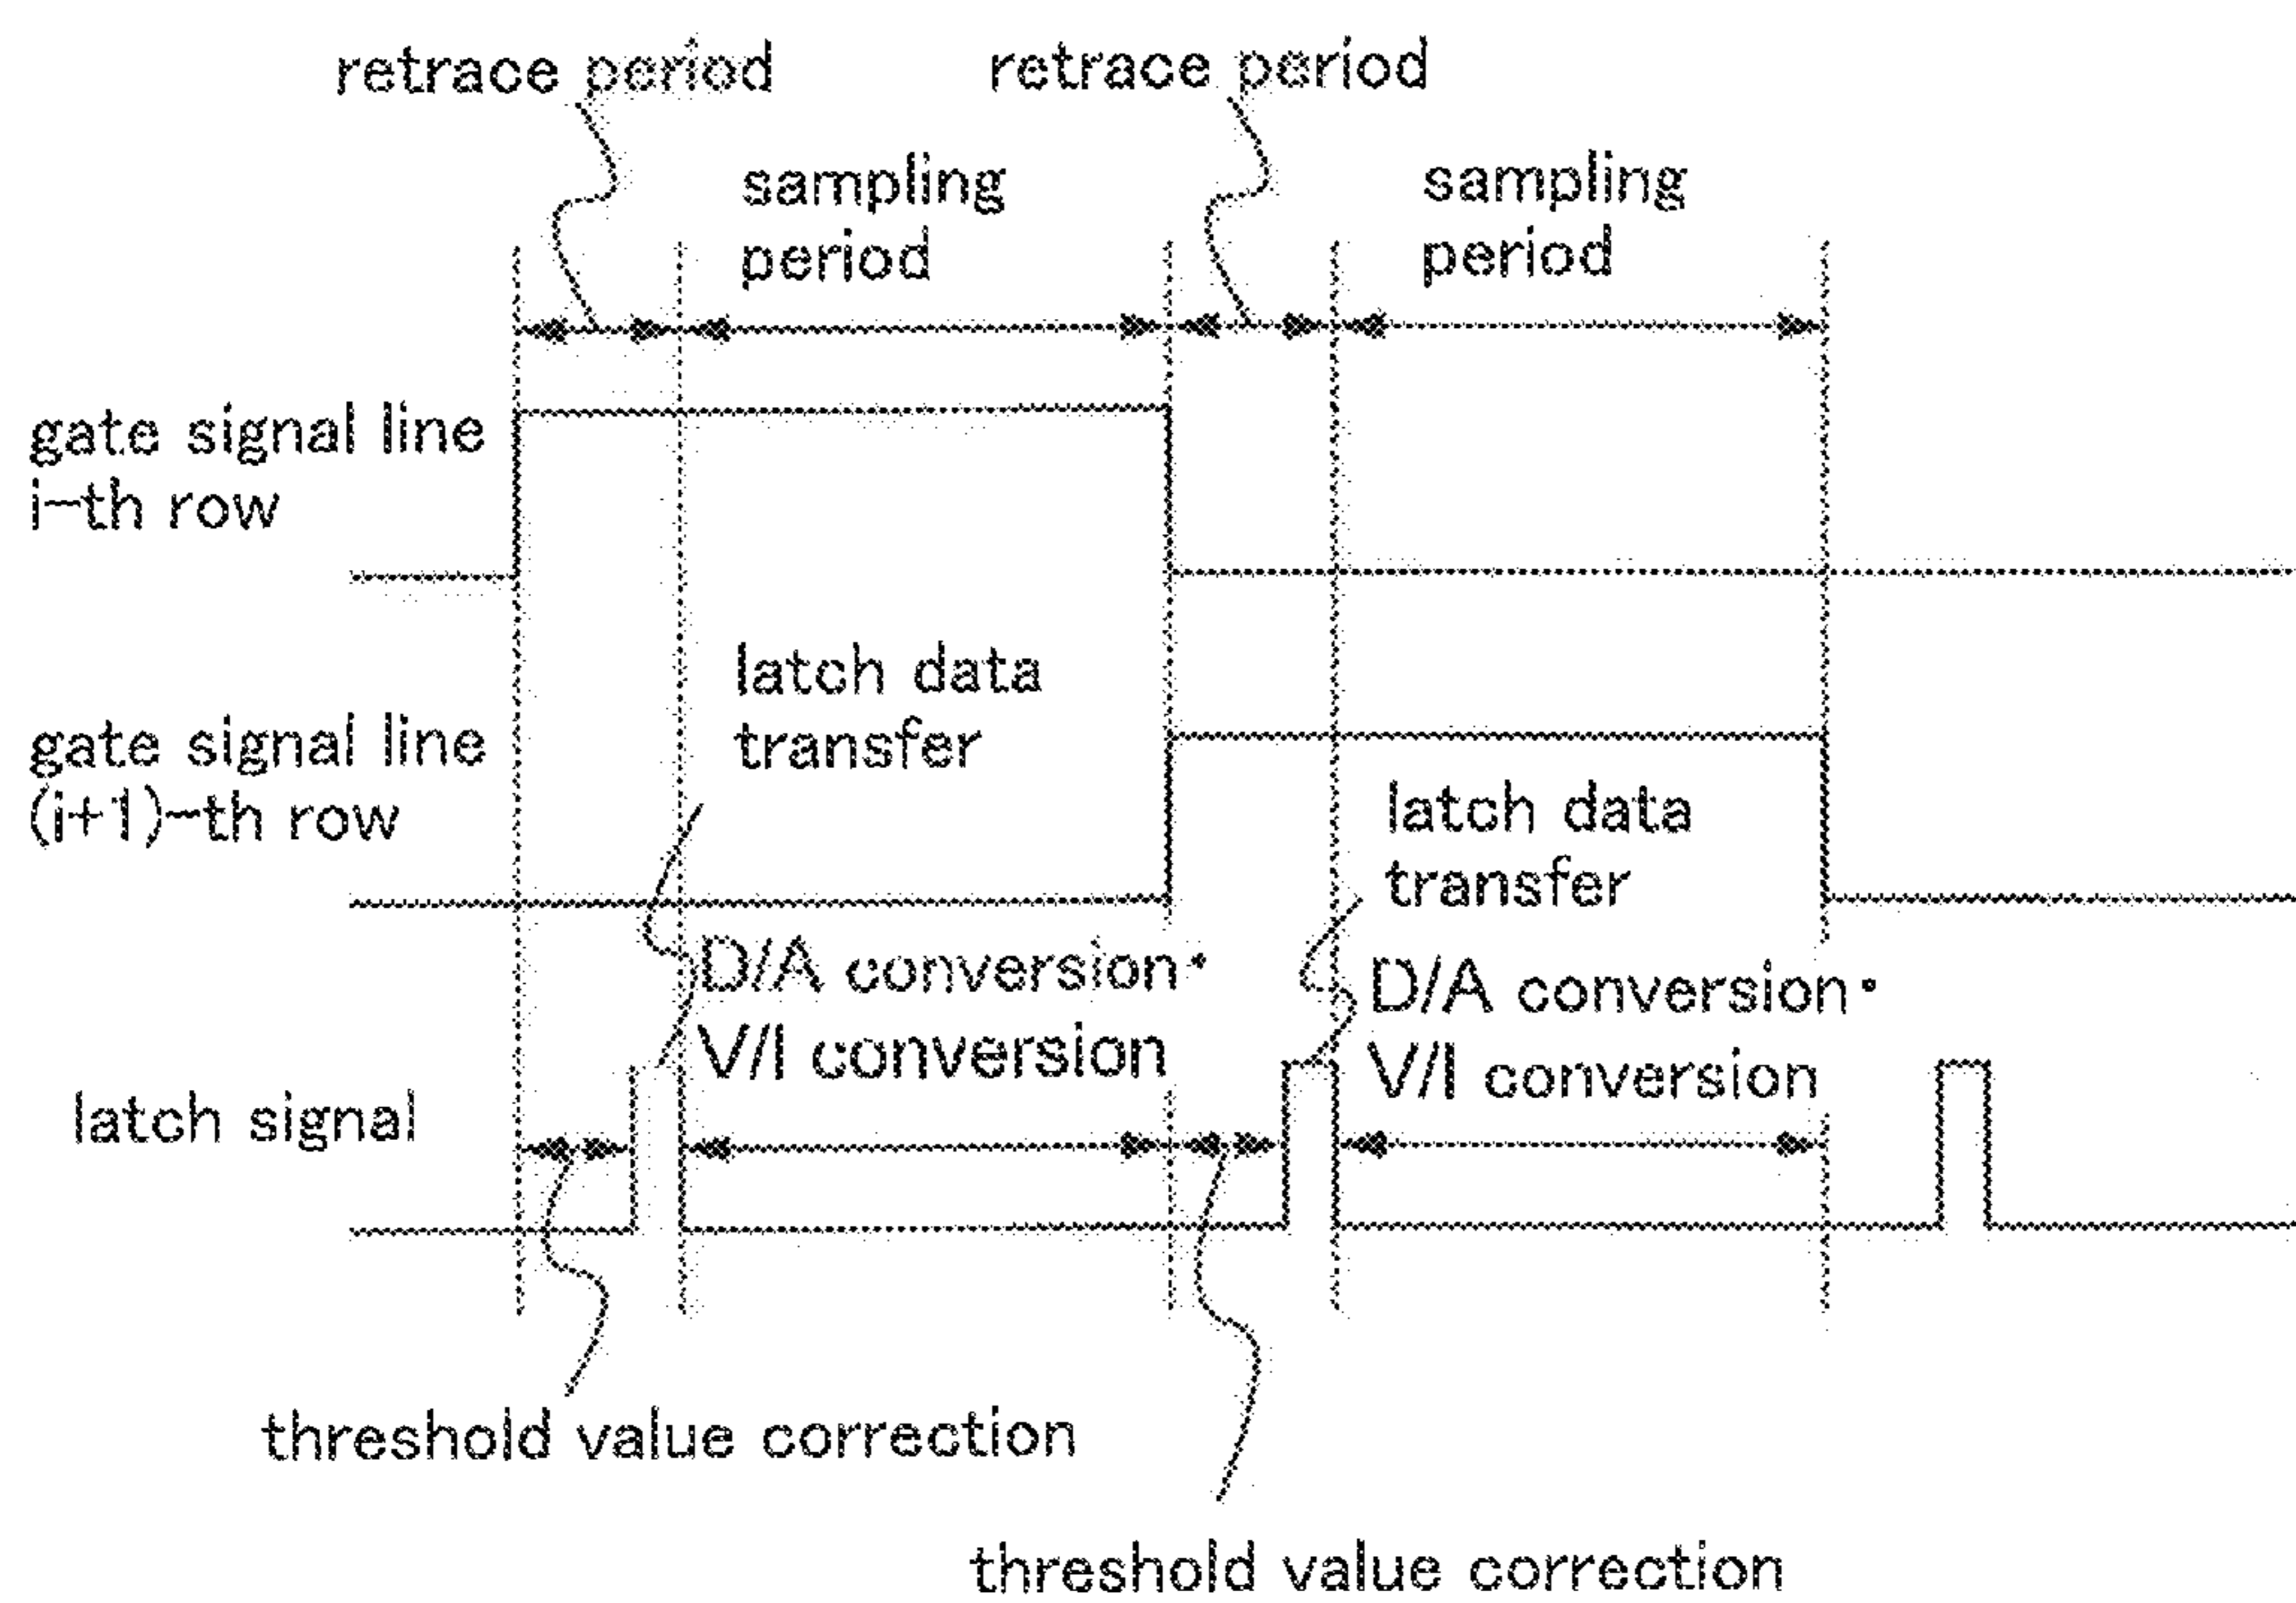 retrace period
retrace period
sampling
period
sampling
period
gate signal line
i-th row
latch data
transfer
gate signal line
(i+1)-th row
latch data
transfer
D/A conversion・
V/I conversion
D/A conversion・
V/I conversion
latch signal
threshold value correction
threshold value correction